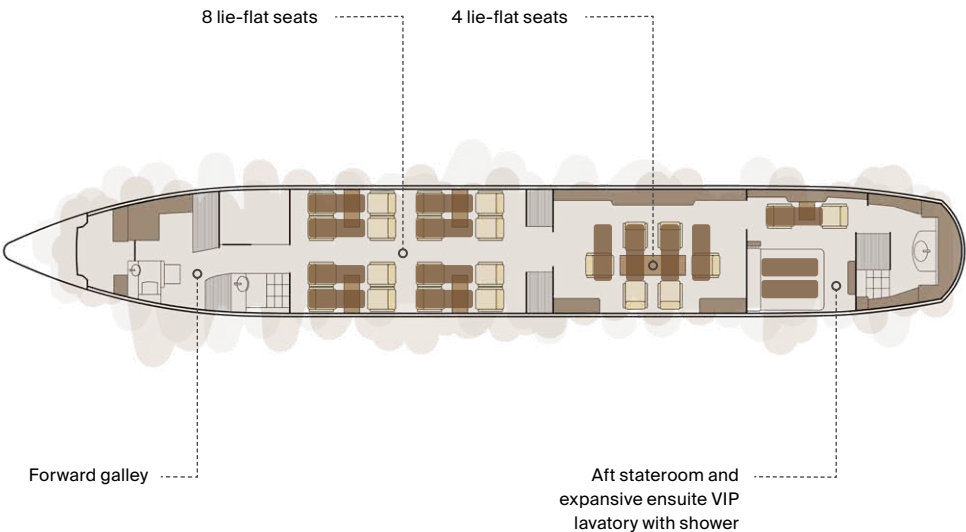 8 lie-flat seats
4 lie-flat seats
Forward galley
Aft stateroom and
expansive ensuite VIP
lavatory with shower